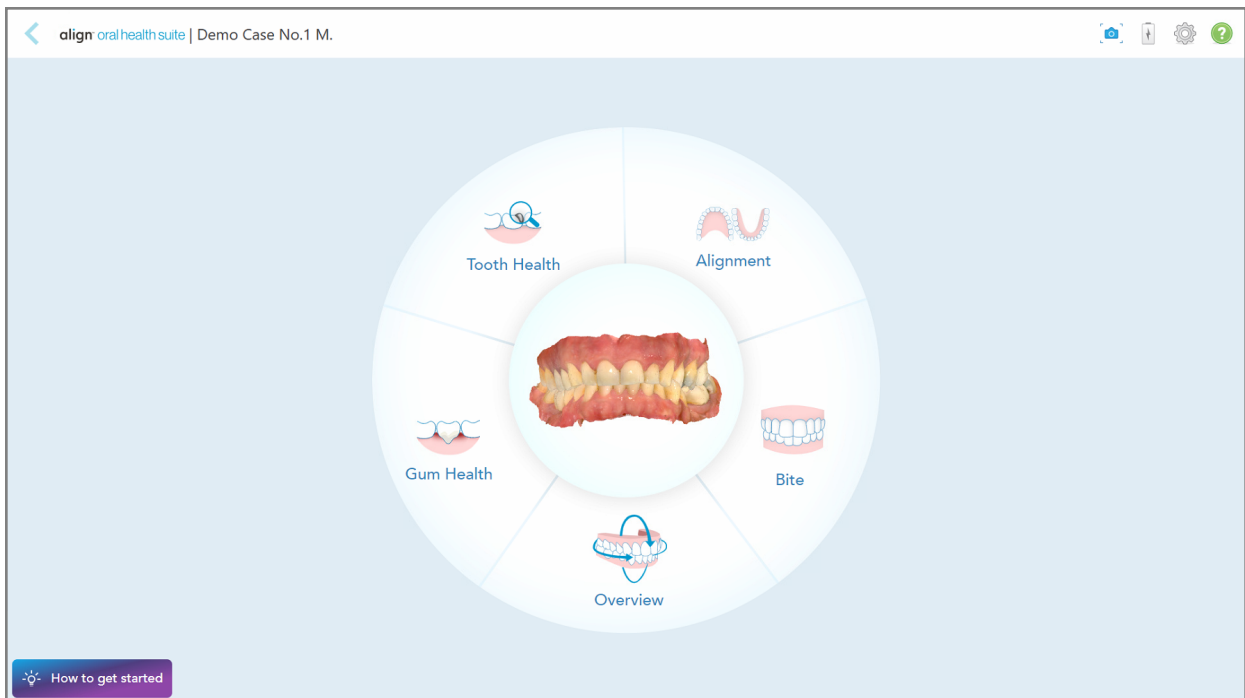 align oral health suite | Demo Case No.1 M.
?
Tooth Health
Alignment
Gum Health
Bite
Overview
How to get started